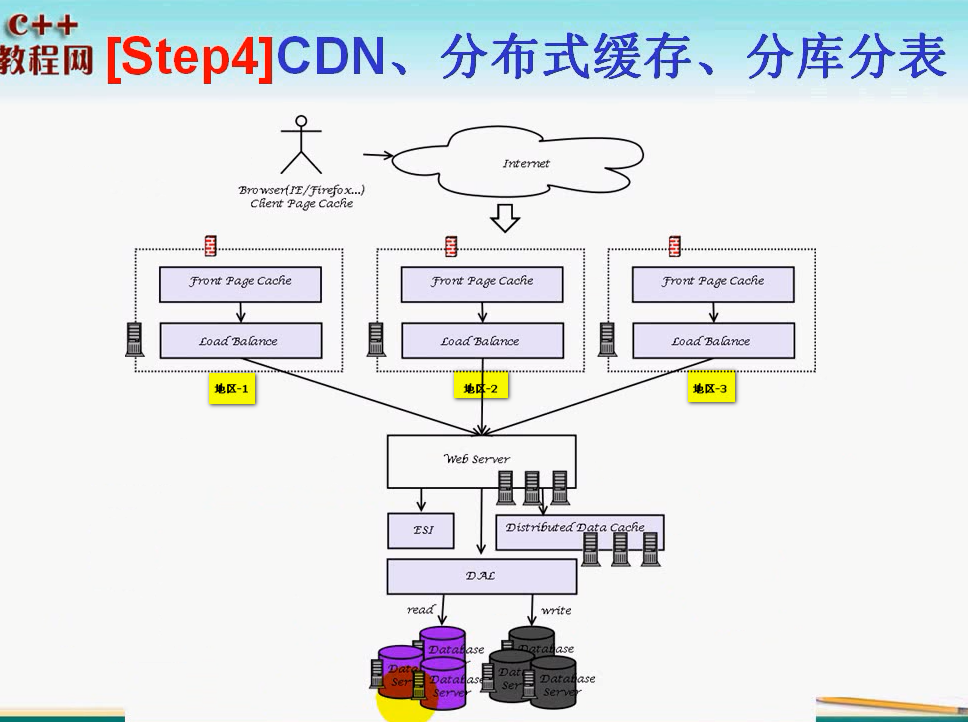 C++
教程网
[Step4]CDN、分布式缓存、分库分表
Internet
Browser(IE/Firefox...)
Client Page Cache
Front Page Cache
Front Page Cache
Front Page Cache
Load Balance
Load Balance
Load Balance
地区-1
地区-2
地区-3
Web Server
ESI
Distributed Data Cache
DAL
read
write
Database
Database
Database
Server
Database
Server